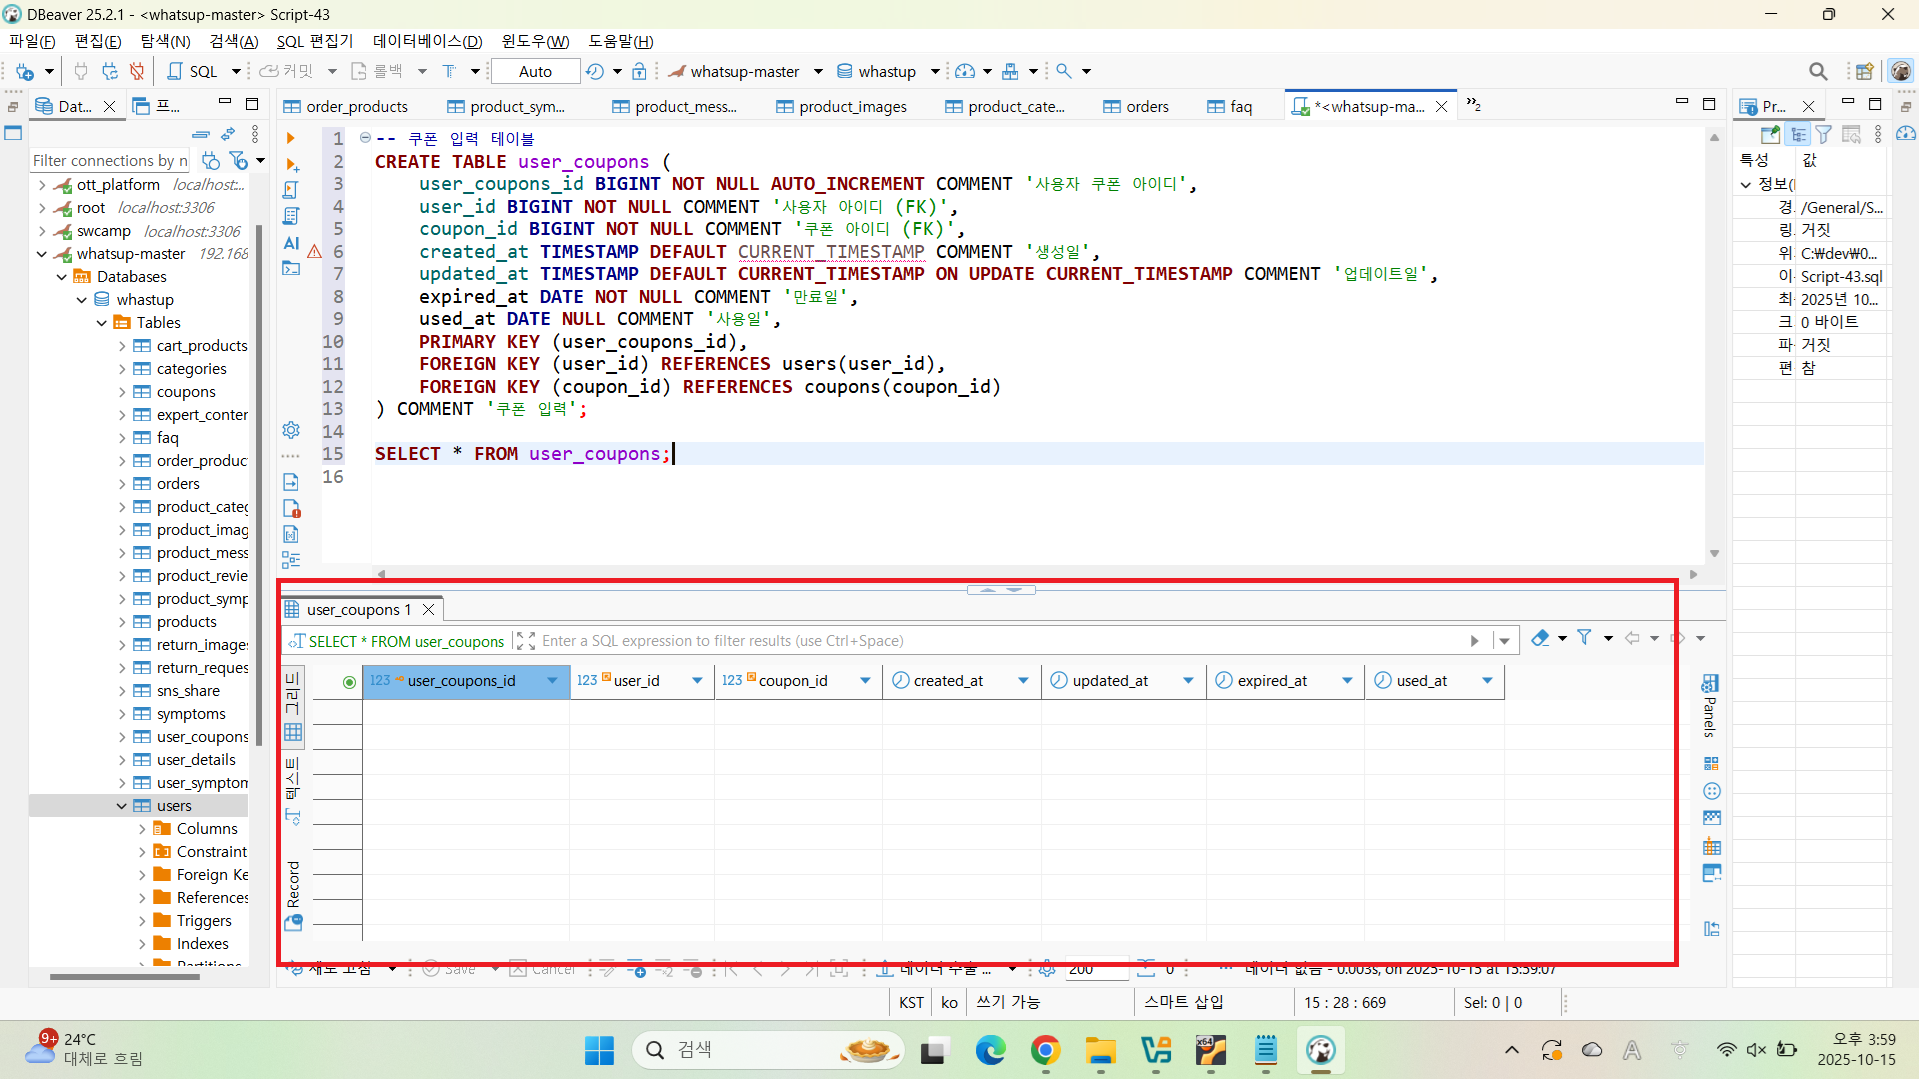 DBeaver 25.2.1 - <whatsup-master> Script-43
파일(F) 편집(E) 탐색(N) 검색(A) SQL 편집기 데이터베이스(D) 윈도우(W) 도움말(H)
SQL 커밋 롤백 T Auto whatsup-master whastup
Dat... 프...
order_products product_sym... product_mess... product_images product_cate... orders faq *<whatsup-ma... »2
Filter connections by n
ott_platform localhost:...
root localhost:3306
swcamp localhost:3306
whatsup-master 192.168
Databases
whastup
Tables
cart_products
categories
coupons
expert_conter
faq
order_produc
orders
product_categ
product_imag
product_mess
product_revie
product_symp
products
return_image
return_reques
sns_share
symptoms
user_coupons
user_details
user_symptom
users
Columns
Constraint
Foreign Ke
References
Triggers
Indexes
AI
1 -- 쿠폰 입력 테이블
2 CREATE TABLE user_coupons (
3 user_coupons_id BIGINT NOT NULL AUTO_INCREMENT COMMENT '사용자 쿠폰 아이디',
4 user_id BIGINT NOT NULL COMMENT '사용자 아이디 (FK)',
5 coupon_id BIGINT NOT NULL COMMENT '쿠폰 아이디 (FK)',
6 created_at TIMESTAMP DEFAULT CURRENT_TIMESTAMP COMMENT '생성일',
7 updated_at TIMESTAMP DEFAULT CURRENT_TIMESTAMP ON UPDATE CURRENT_TIMESTAMP COMMENT '업데이트일',
8 expired_at DATE NOT NULL COMMENT '만료일',
9 used_at DATE NULL COMMENT '사용일',
10 PRIMARY KEY (user_coupons_id),
11 FOREIGN KEY (user_id) REFERENCES users(user_id),
12 FOREIGN KEY (coupon_id) REFERENCES coupons(coupon_id)
13 ) COMMENT '쿠폰 입력';
14
15 SELECT * FROM user_coupons;
16
user_coupons 1
SELECT * FROM user_coupons Enter a SQL expression to filter results (use Ctrl+Space)
그리드
텍스트
Record
123 user_coupons_id 123 user_id 123 coupon_id created_at updated_at expired_at used_at
Panels
새로 고침 Save Cancel 데이터 추출 ... 200 0 ... 데이터 없음 - 0.003s, on 2025-10-15 at 15:59:07
Pr...
특성 값
정보(
경. /General/S...
링. 거짓
위. C:₩dev₩0...
이. Script-43.sql
최. 2025년 10...
크. 0 바이트
파. 거짓
편. 참
KST ko 쓰기 가능 스마트 삽입 15 : 28 : 669 Sel: 0 | 0
9+ 24°C
대체로 흐림
검색
x64
A
오후 3:59
2025-10-15